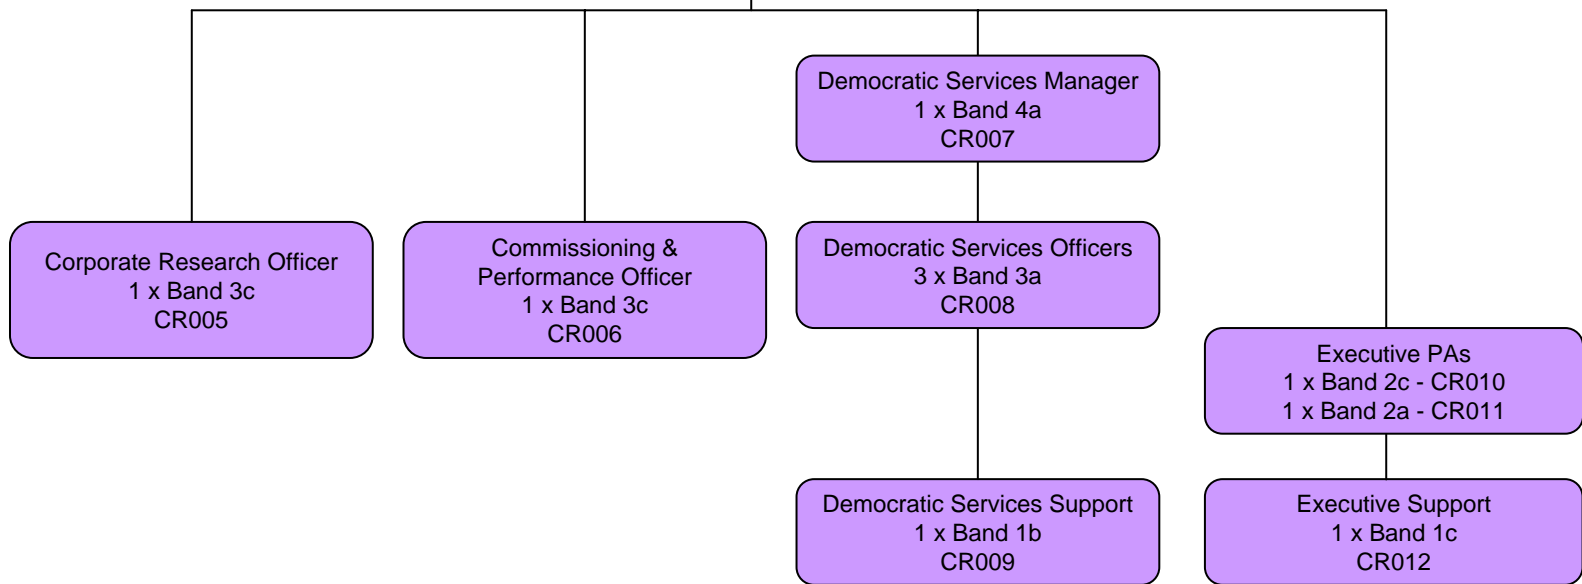 Democratic Services Manager
1 x Band 4a
CR007
Corporate Research Officer
1 x Band 3c
CR005
Commissioning &
Performance Officer
1 x Band 3c
CR006
Democratic Services Officers
3 x Band 3a
CR008
Executive PAs
1 x Band 2c - CR010
1 x Band 2a - CR011
Democratic Services Support
1 x Band 1b
CR009
Executive Support
1 x Band 1c
CR012